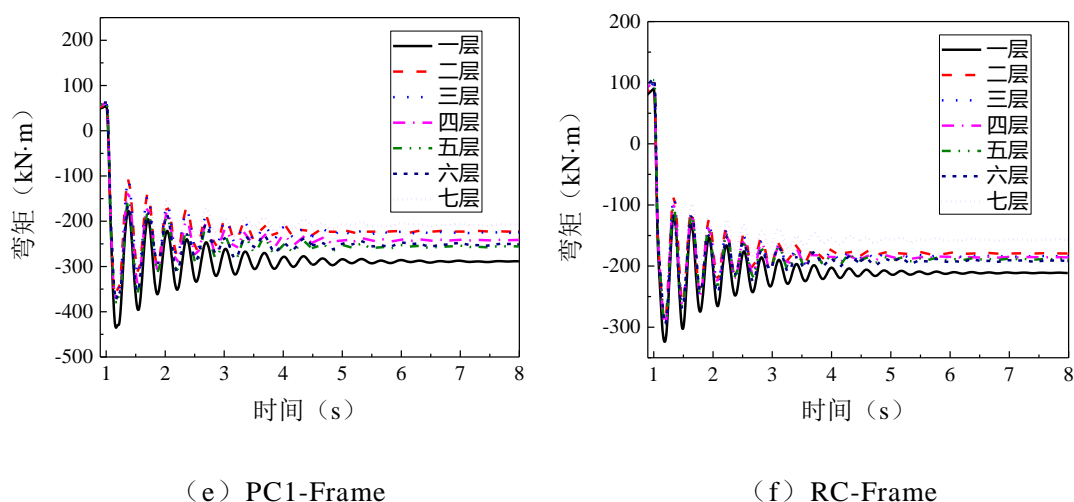 200
100
0
-100
-200
-300
-400
-500
弯矩（kN·m）
1 2 3 4 5 6 7 8
时间（s）
一层
二层
三层
四层
五层
六层
七层
（e）PC1-Frame
200
100
0
-100
-200
-300
弯矩（kN·m）
1 2 3 4 5 6 7 8
时间（s）
一层
二层
三层
四层
五层
六层
七层
（f）RC-Frame